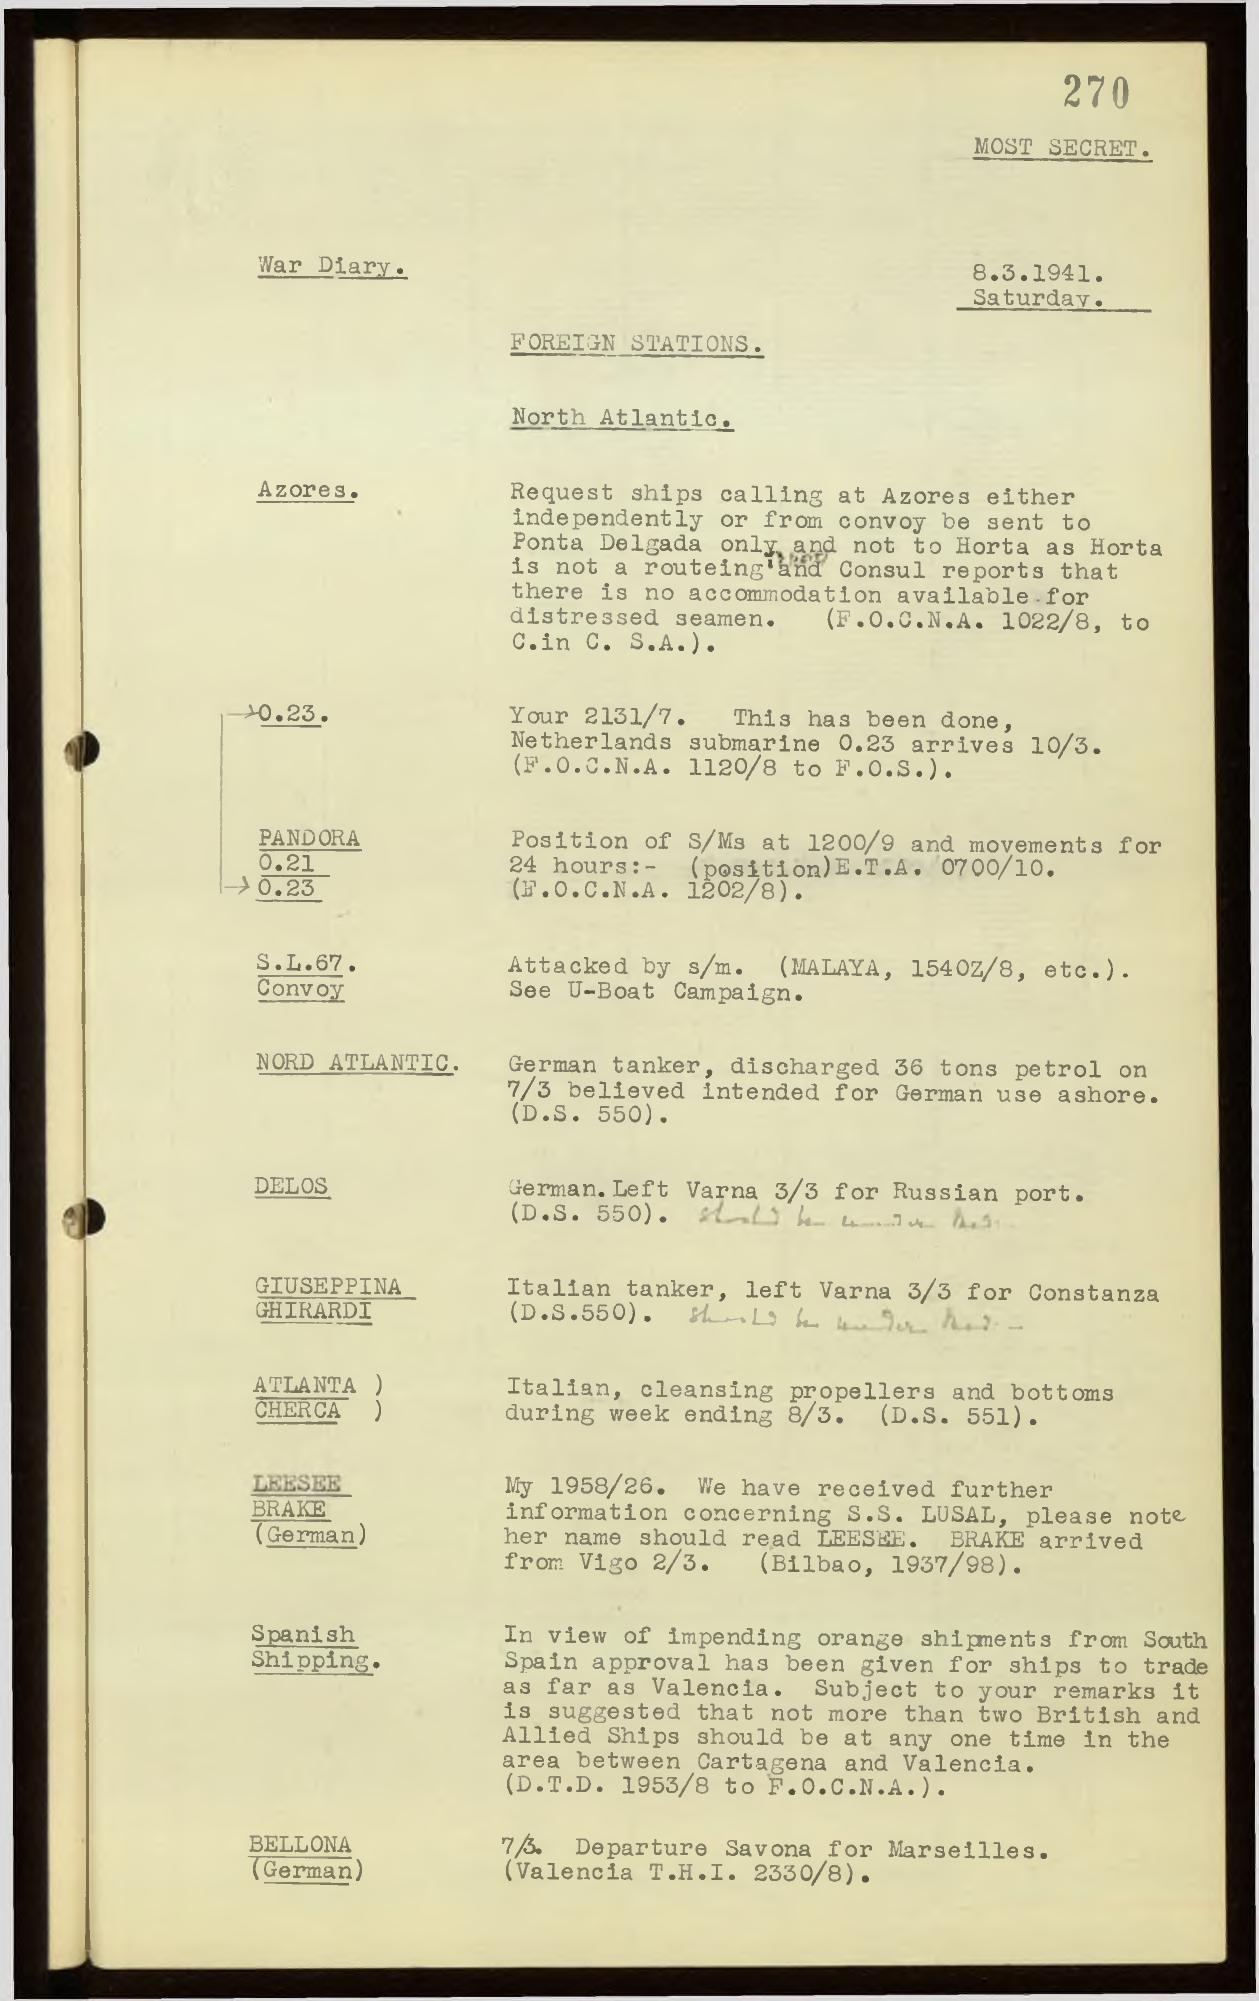 270
MOST SECRET.
War Diary.
8.3.1941.
Saturday.
FOREIGN STATIONS.
North Atlantic.
Azores.
Request ships calling at Azores either
independently or from convoy be sent to
Ponta Delgada only and not to Horta as Horta
is not a routeing and Consul reports that
there is no accommodation available for
distressed seamen. (F.O.C.N.A. 1022/8, to
C.in C. S.A.).
→0.23.
Your 2131/7. This has been done,
Netherlands submarine 0.23 arrives 10/3.
(F.O.C.N.A. 1120/8 to F.O.S.).
PANDORA
0.21
→ 0.23
Position of S/Ms at 1200/9 and movements for
24 hours:- (position)E.T.A. 0700/10.
(F.O.C.N.A. 1202/8).
S.L.67.
Convoy
Attacked by s/m. (MALAYA, 1540Z/8, etc.).
See U-Boat Campaign.
NORD ATLANTIC.
German tanker, discharged 36 tons petrol on
7/3 believed intended for German use ashore.
(D.S. 550).
DELOS
German. Left Varna 3/3 for Russian port.
(D.S. 550). should be under Med.
GIUSEPPINA
GHIRARDI
Italian tanker, left Varna 3/3 for Constanza
(D.S.550). should be under Med.
ATLANTA )
CHERCA )
Italian, cleansing propellers and bottoms
during week ending 8/3. (D.S. 551).
LEESEE
BRAKE
(German)
My 1958/26. We have received further
information concerning S.S. LUSAL, please note
her name should read LEESEE. BRAKE arrived
from Vigo 2/3. (Bilbao, 1937/98).
Spanish
Shipping.
In view of impending orange shipments from South
Spain approval has been given for ships to trade
as far as Valencia. Subject to your remarks it
is suggested that not more than two British and
Allied Ships should be at any one time in the
area between Cartagena and Valencia.
(D.T.D. 1953/8 to F.O.C.N.A.).
BELLONA
(German)
7/3. Departure Savona for Marseilles.
(Valencia T.H.I. 2330/8).